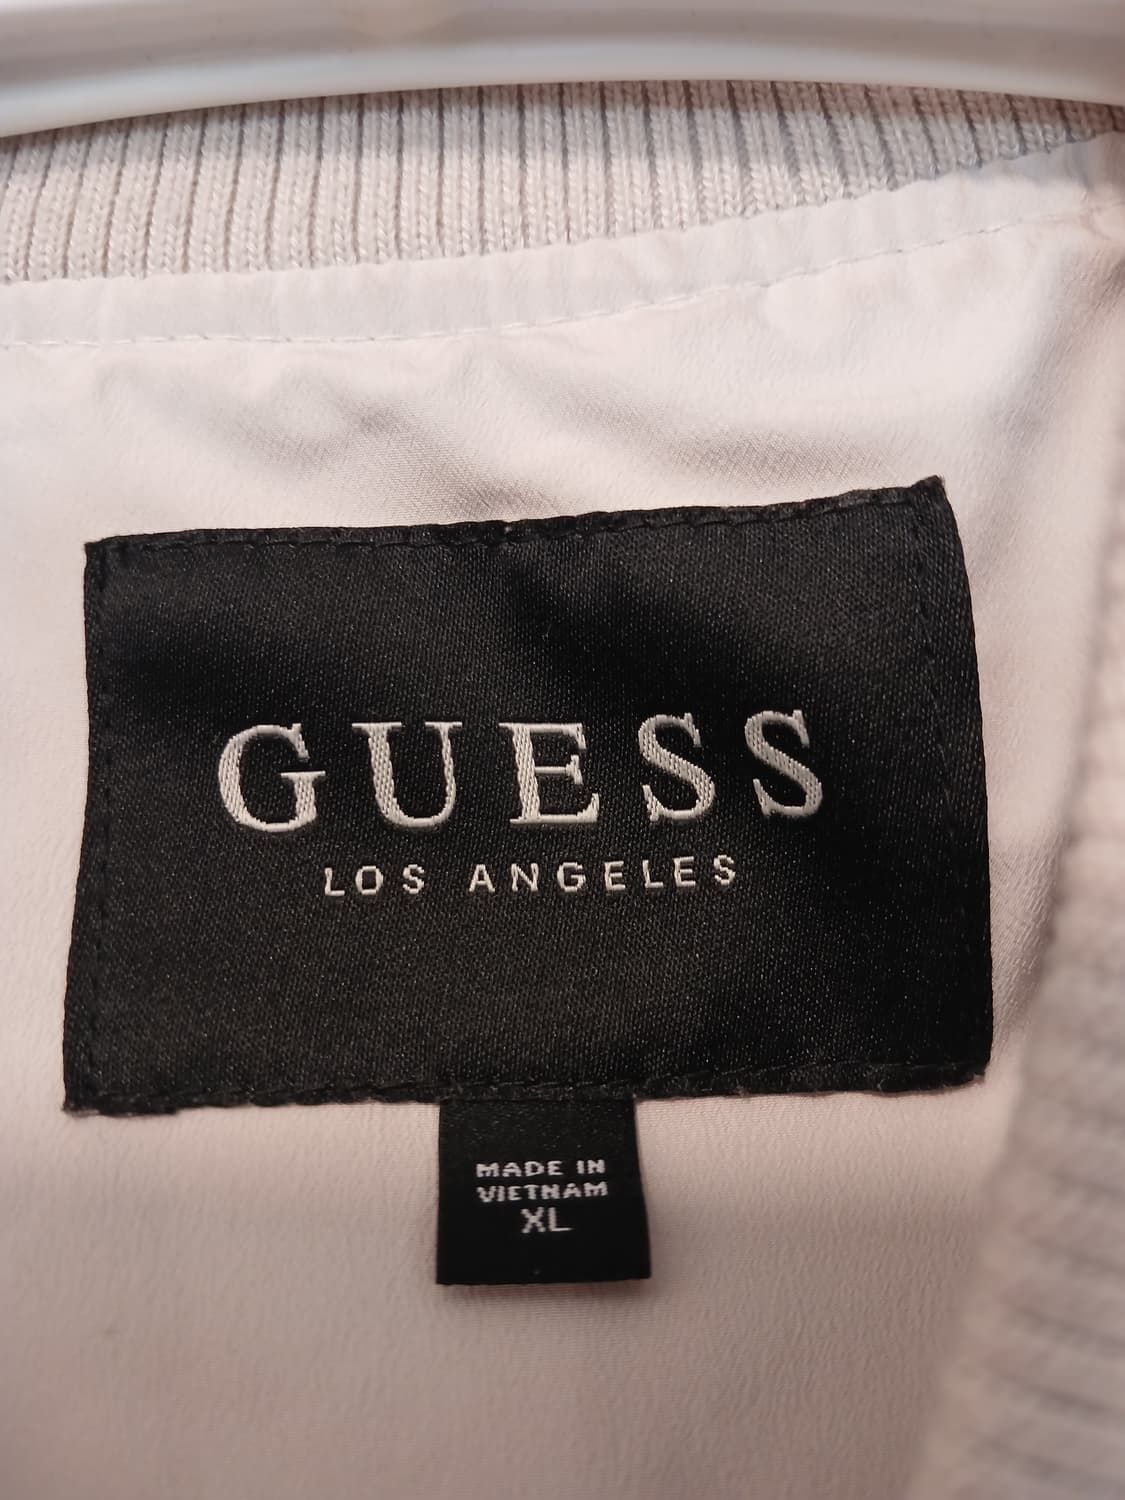 GUESS
LOS ANGELES
MADE IN
VIETNAM
XL